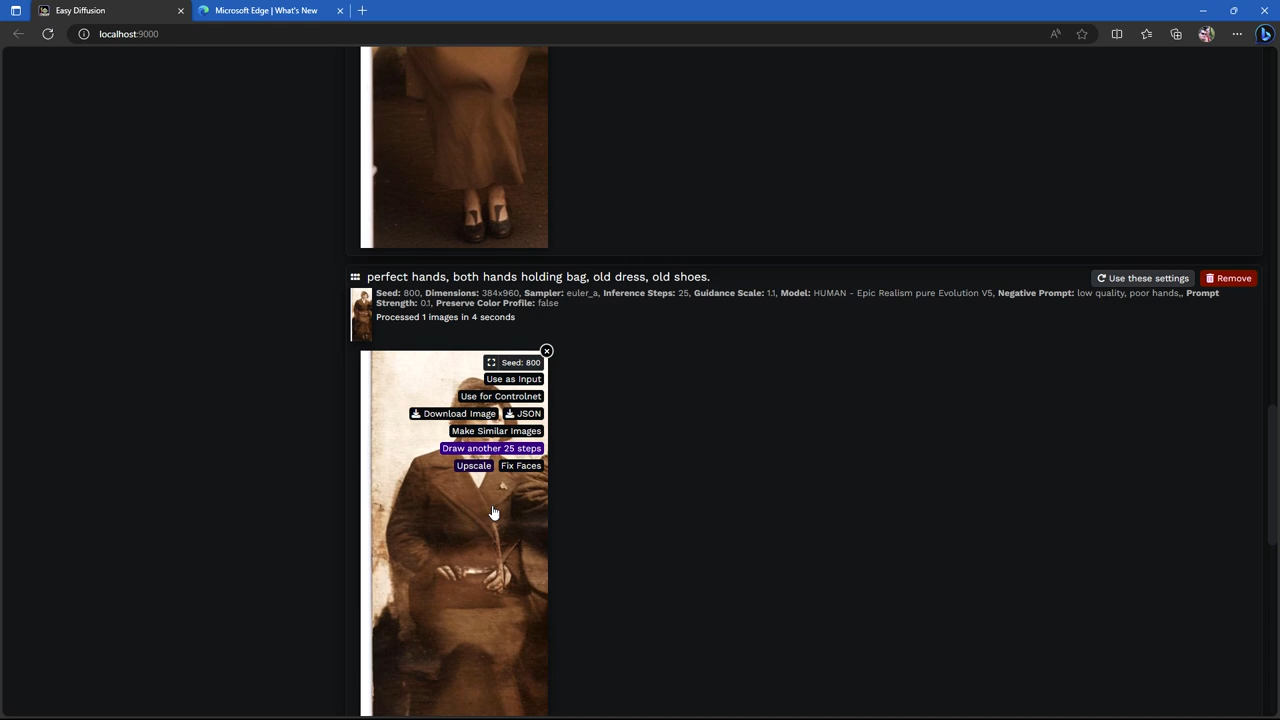 Easy Diffusion
Microsoft Edge | What's New
localhost:9000
perfect hands, both hands holding bag, old dress, old shoes.
Use these settings
Remove
Seed: 800, Dimensions: 384x960, Sampler: euler_a, Inference Steps: 25, Guidance Scale: 1.1, Model: HUMAN - Epic Realism pure Evolution V5, Negative Prompt: low quality, poor hands,, Prompt
Strength: 0.1, Preserve Color Profile: false
Processed 1 images in 4 seconds
Seed: 800
Use as Input
Use for Controlnet
Download Image JSON
Make Similar Images
Draw another 25 steps
Upscale Fix Faces